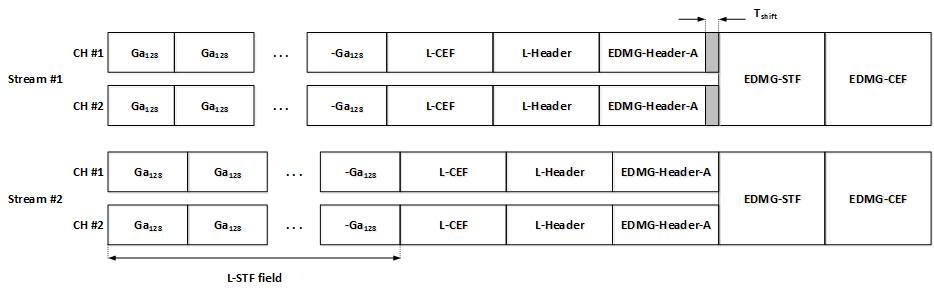 Tshift
CH #1 Ga128 Ga128 ... -Ga128 L-CEF L-Header EDMG-Header-A
Stream #1 EDMG-STF EDMG-CEF
CH #2 Ga128 Ga128 ... -Ga128 L-CEF L-Header EDMG-Header-A
CH #1 Ga128 Ga128 ... -Ga128 L-CEF L-Header EDMG-Header-A
Stream #2 EDMG-STF EDMG-CEF
CH #2 Ga128 Ga128 ... -Ga128 L-CEF L-Header EDMG-Header-A
L-STF field